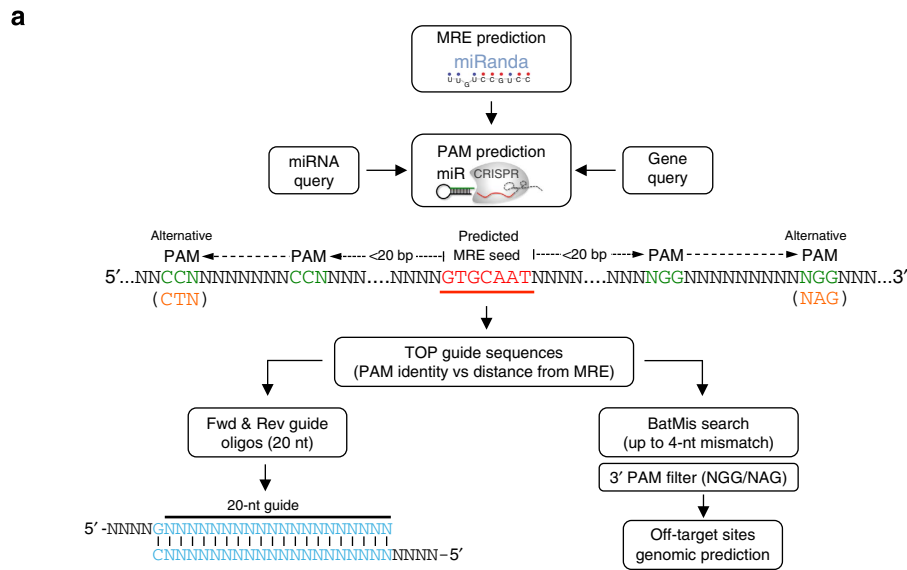 a
MRE prediction
miRanda
U U G U C C G U C C
miRNA
query
PAM prediction
miR CRISPR
Gene
query
Alternative
PAM
PAM
<20 bp
Predicted
MRE seed
<20 bp
PAM
Alternative
PAM
5′...NNCCNNNNNNNNCCNNNN....NNNNGTGCAATNNNN.....NNNNGGNNNNNNNNNNGGNNN...3′
(CTN)
(NAG)
TOP guide sequences
(PAM identity vs distance from MRE)
Fwd & Rev guide
oligos (20 nt)
BatMis search
(up to 4-nt mismatch)
3′ PAM filter (NGG/NAG)
Off-target sites
genomic prediction
20-nt guide
5′ -NNNNGNNNNNNNNNNNNNNNNNNN
CNNNNNNNNNNNNNNNNNNNNNNNN–5′